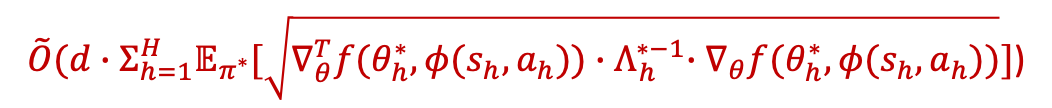 Õ(d · Σ_{h=1}^{H} 𝔼_{π*}[√(∇_θ^T f(θ_h^*, ϕ(s_h, a_h)) · Λ_h^{*−1} · ∇_θ f(θ_h^*, ϕ(s_h, a_h)))])